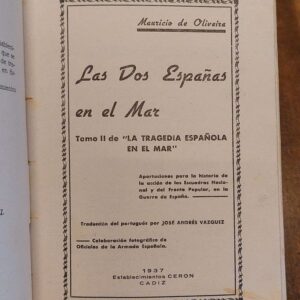 Mauricio de Oliveira
Las Dos Españas
en el Mar
Tomo II de "LA TRAGEDIA ESPAÑOLA
EN EL MAR"
Aportaciones para la historia de
la acción de las Escuadras Nacio-
nal y del Frente Popular, en la
Guerra de España.
Traducción del portugués por JOSÉ ANDRÉS VAZQUEZ
Colaboración fotográfica de
Oficiales de la Armada Española.
1937
Establecimientos CERON
CADIZ